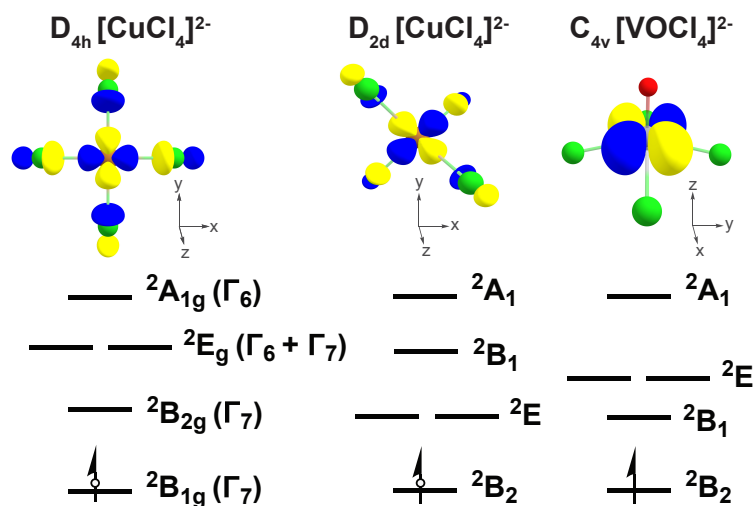 D₄ₕ [CuCl₄]²⁻ D₂d [CuCl₄]²⁻ C₄ᵥ [VOCl₄]²⁻
y x z
y x z
z y x
²A₁g (Γ₆) ²A₁ ²A₁
²Eg (Γ₆ + Γ₇) ²B₁ ²E
²B₂g (Γ₇) ²E ²B₁
²B₁g (Γ₇) ²B₂ ²B₂